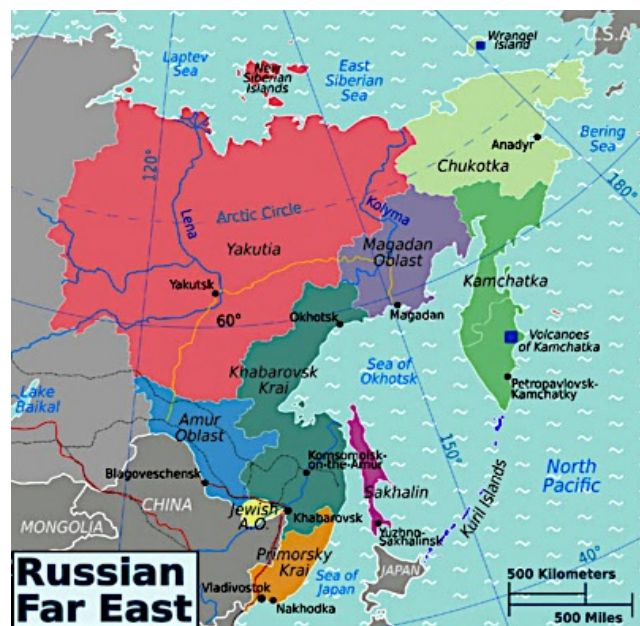 Wrangel
Island
U.S.A
Laptev
Sea
East
Siberian
Sea
New
Siberian
Islands
Bering
Sea
Anadyr
Chukotka
120°
180°
Arctic Circle
Lena
Kolyma
Yakutia
Magadan
Oblast
Kamchatka
Yakutsk
60°
Okhotsk
Magadan
Volcanoes
of Kamchatka
Khabarovsk
Krai
Sea of
Okhotsk
Petropavlovsk-
Kamchatky
Lake
Baikal
Amur
Oblast
150°
Komsomolsk-
on-the-Amur
Sakhalin
Kuril Islands
North
Pacific
Blagoveschensk
CHINA
Jewish
A.O.
Khabarovsk
Yuzhno-
Sakhalinsk
MONGOLIA
Primorsky
Krai
JAPAN
40°
Russian
Far East
Sea of
Japan
Vladivostok
Nakhodka
500 Kilometers
500 Miles